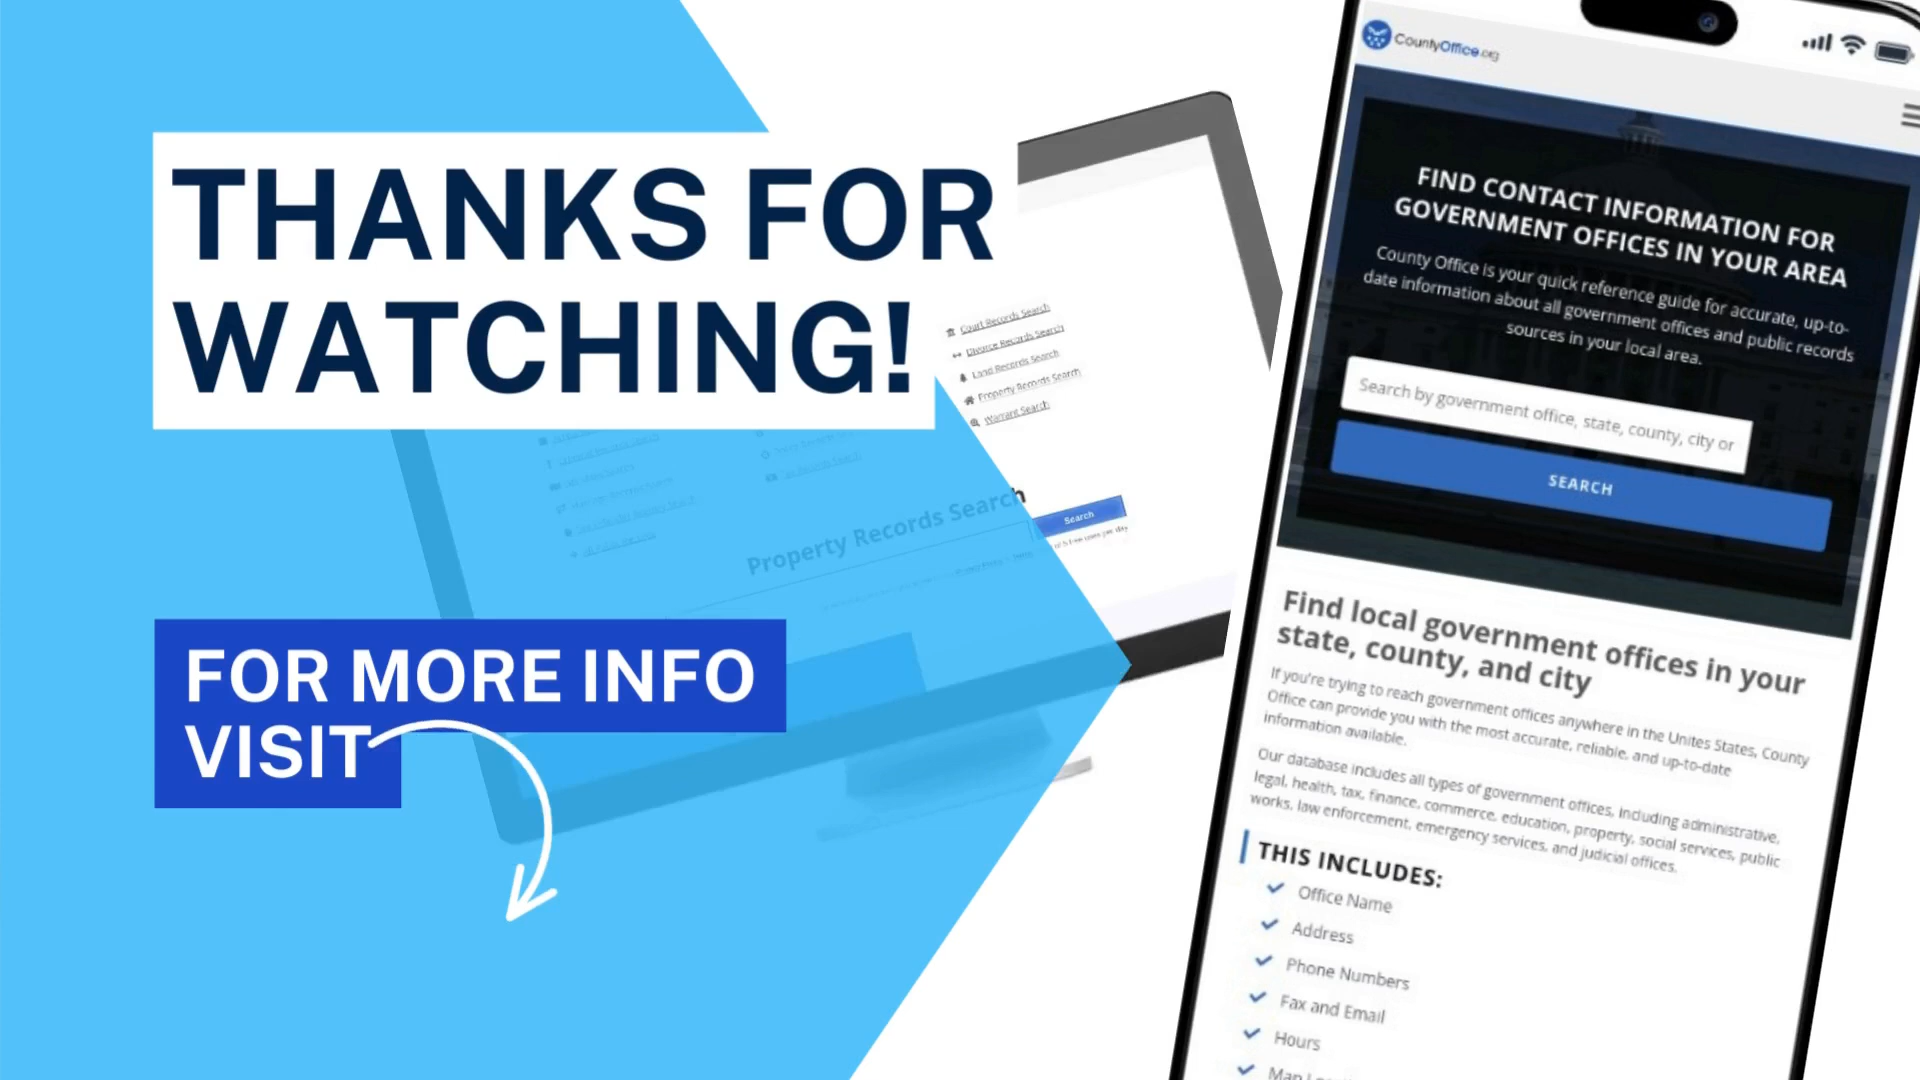 THANKS FOR
WATCHING!
FOR MORE INFO
VISIT
Court Records Search
Divorce Records Search
Land Records Search
Property Records Search
Warrant Search
Property Records Search
Search
CountyOffice.org
FIND CONTACT INFORMATION FOR
GOVERNMENT OFFICES IN YOUR AREA
County Office is your quick reference guide for accurate, up-to-
date information about all government offices and public records
sources in your local area.
Search by government office, state, county, city or
SEARCH
Find local government offices in your
state, county, and city
If you're trying to reach government offices anywhere in the Unites States, County
Office can provide you with the most accurate, reliable, and up-to-date
information available.
Our database includes all types of government offices, including administrative,
legal, health, tax, finance, commerce, education, property, social services, public
works, law enforcement, emergency services, and judicial offices.
THIS INCLUDES:
Office Name
Address
Phone Numbers
Fax and Email
Hours
Map